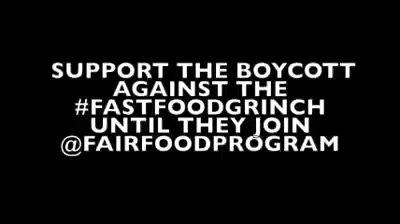 SUPPORT THE BOYCOTT
AGAINST THE
#FASTFOODGRINCH
UNTIL THEY JOIN
@FAIRFOODPROGRAM